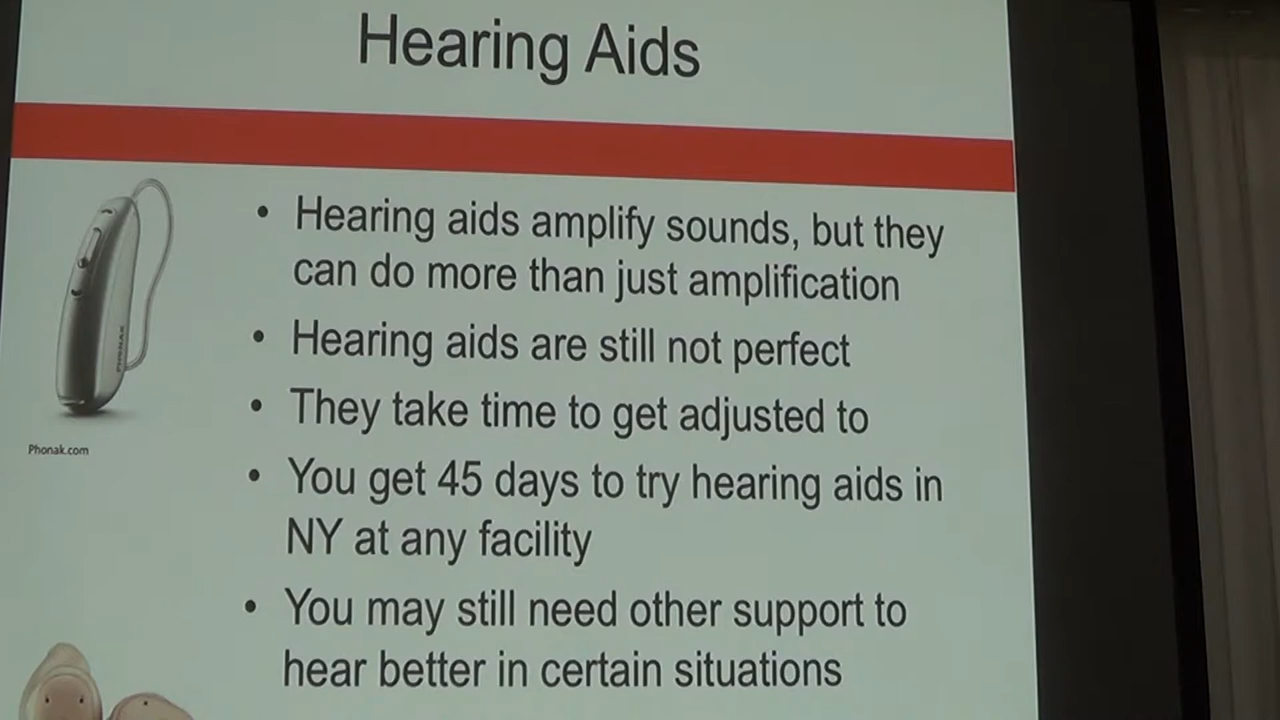 Hearing Aids
• Hearing aids amplify sounds, but they
can do more than just amplification
• Hearing aids are still not perfect
• They take time to get adjusted to
• You get 45 days to try hearing aids in
NY at any facility
• You may still need other support to
hear better in certain situations
PHONAK
Phonak.com